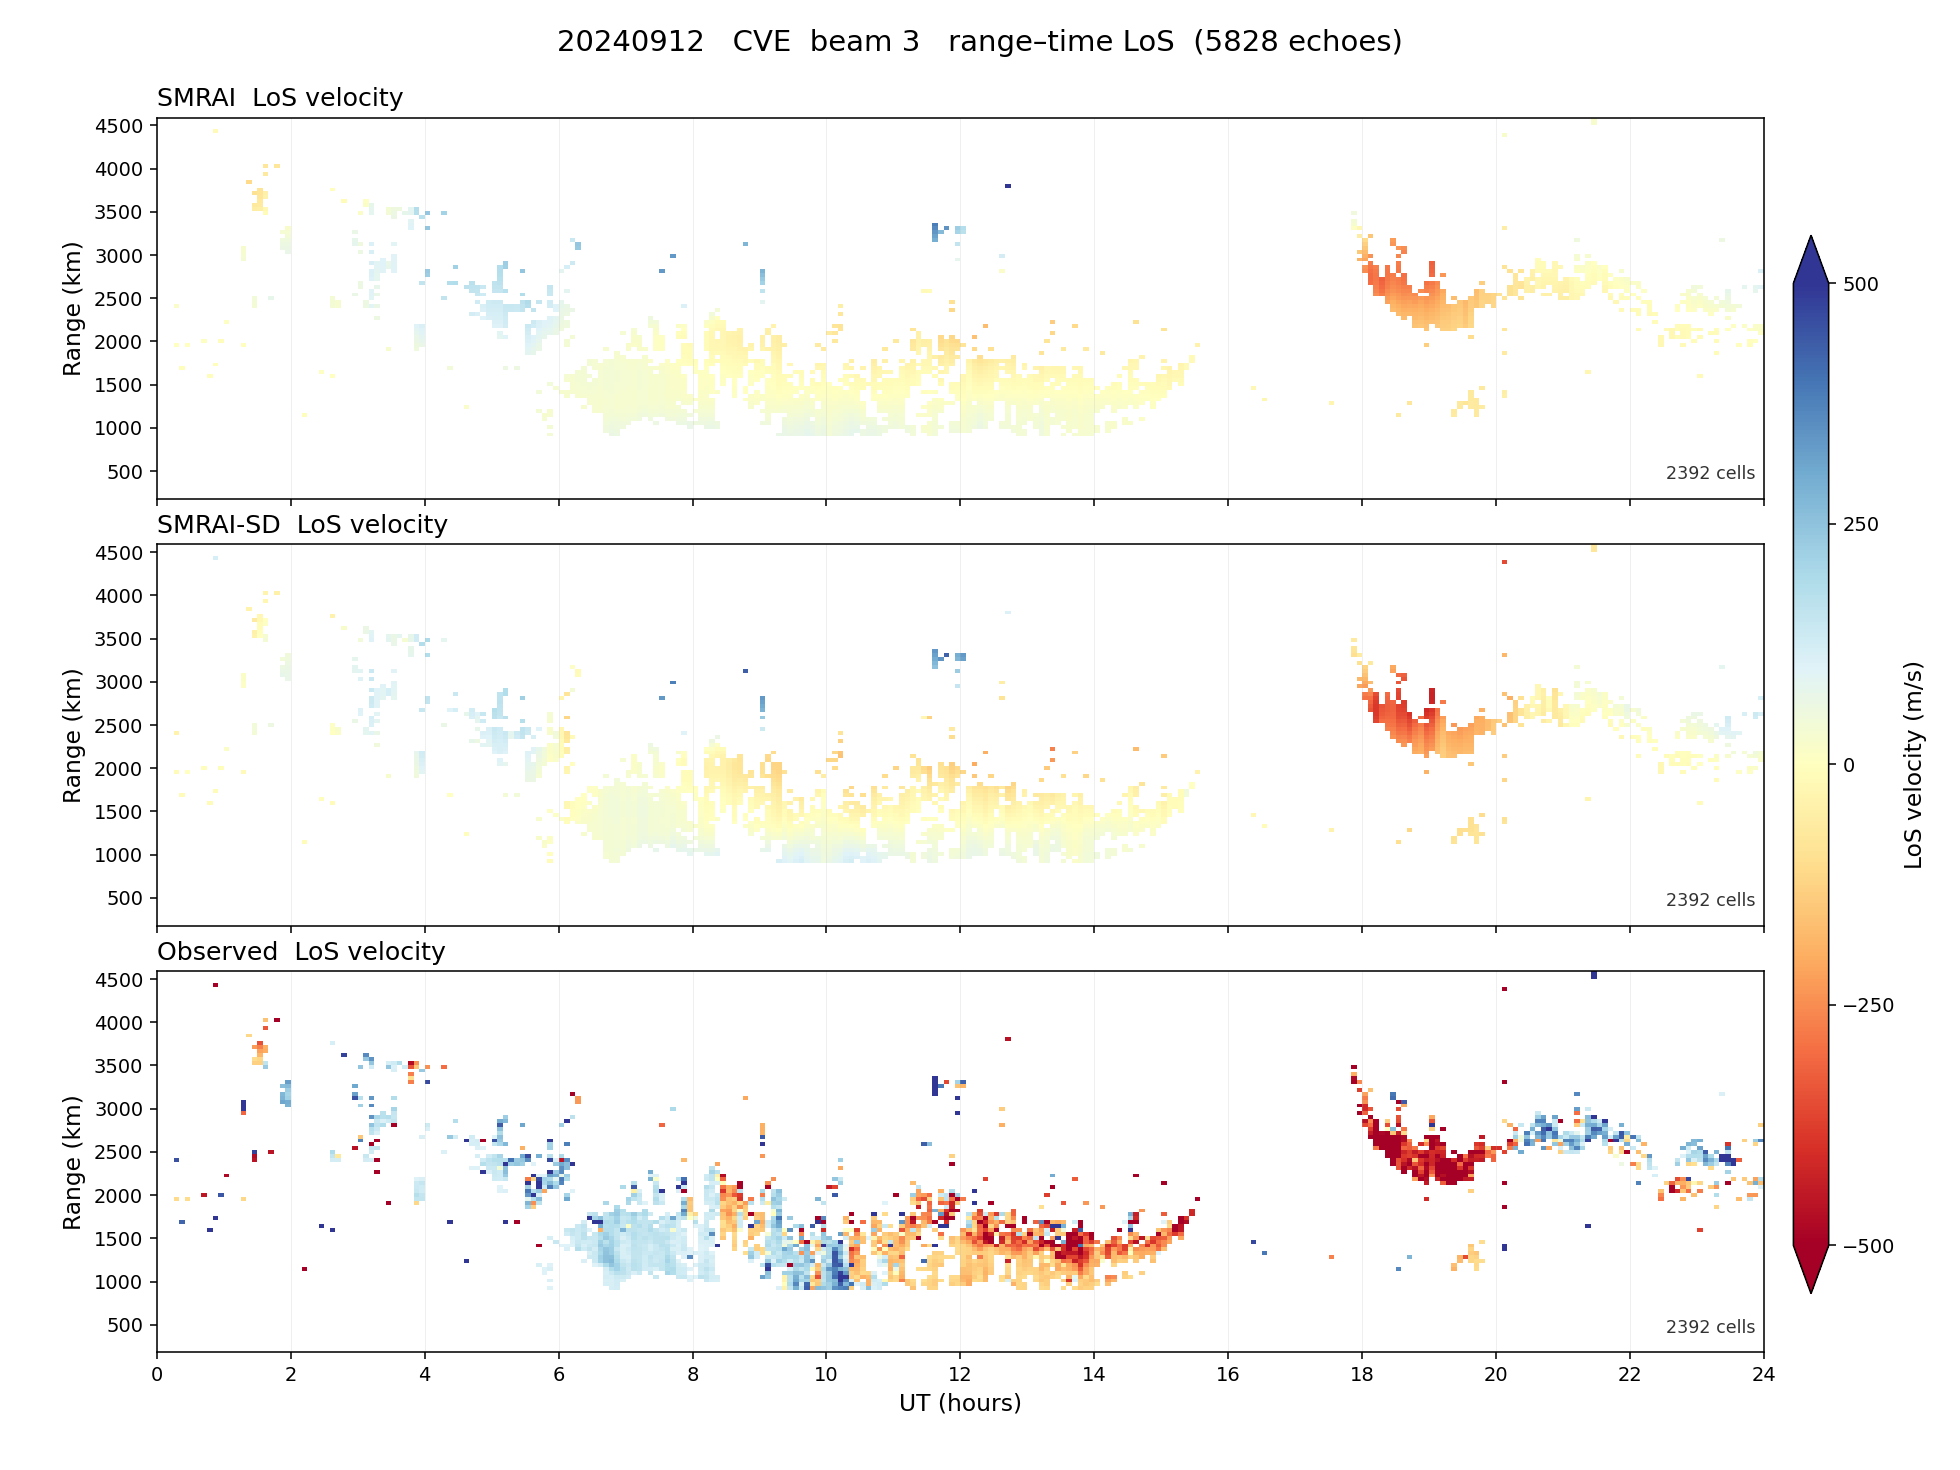 20240912   CVE  beam 3   range–time LoS  (5828 echoes)
SMRAI  LoS velocity
4500
4000
3500
3000
2500
2000
1500
1000
500
Range (km)
2392 cells
SMRAI-SD  LoS velocity
4500
4000
3500
3000
2500
2000
1500
1000
500
Range (km)
2392 cells
Observed  LoS velocity
4500
4000
3500
3000
2500
2000
1500
1000
500
Range (km)
2392 cells
0 2 4 6 8 10 12 14 16 18 20 22 24
UT (hours)
500
250
0
−250
−500
LoS velocity (m/s)